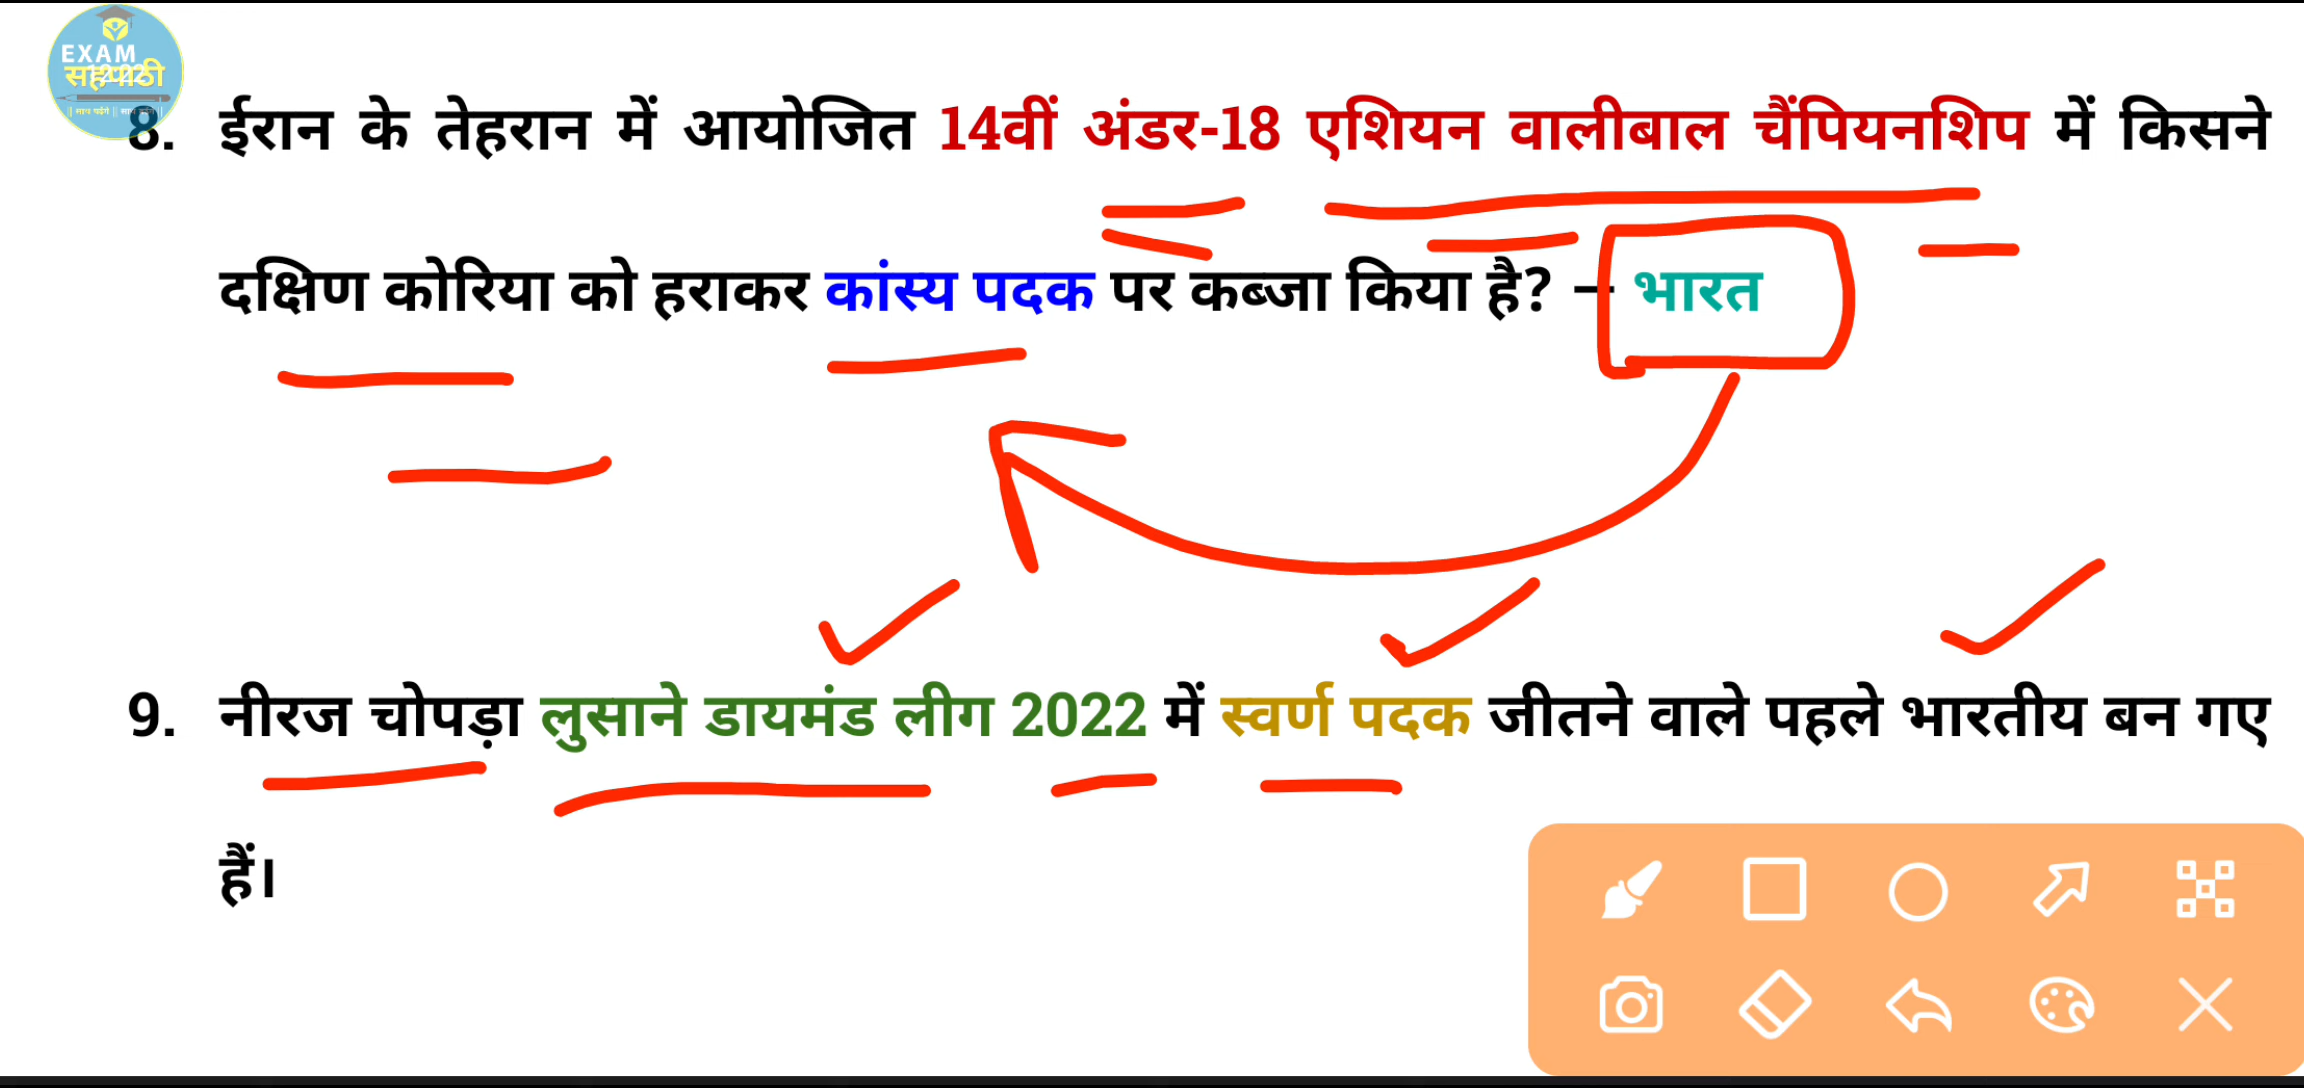 EXAM
सहपाठी
8. ईरान के तेहरान में आयोजित 14वीं अंडर-18 एशियन वालीबाल चैंपियनशिप में किसने
दक्षिण कोरिया को हराकर कांस्य पदक पर कब्जा किया है? – भारत
9. नीरज चोपड़ा लुसाने डायमंड लीग 2022 में स्वर्ण पदक जीतने वाले पहले भारतीय बन गए
हैं।